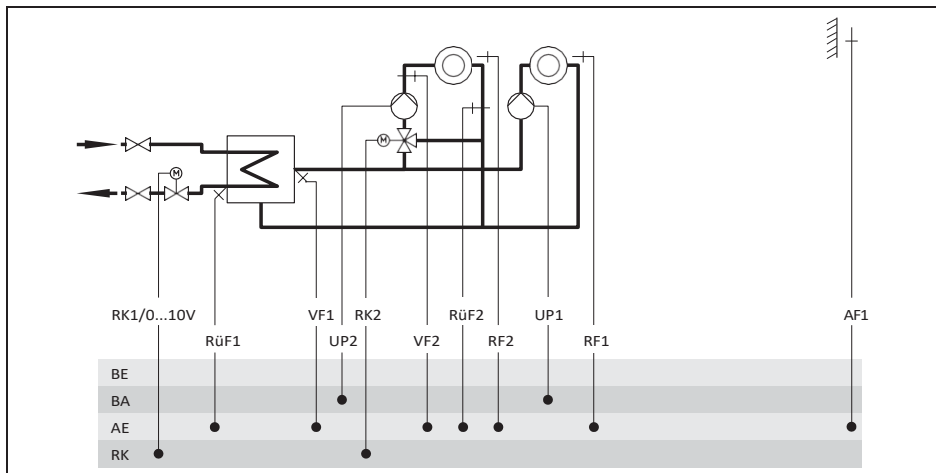 M
M
RK1/0...10V
VF1
RK2
RüF2
UP1
AF1
RüF1
UP2
VF2
RF2
RF1
BE
BA
AE
RK